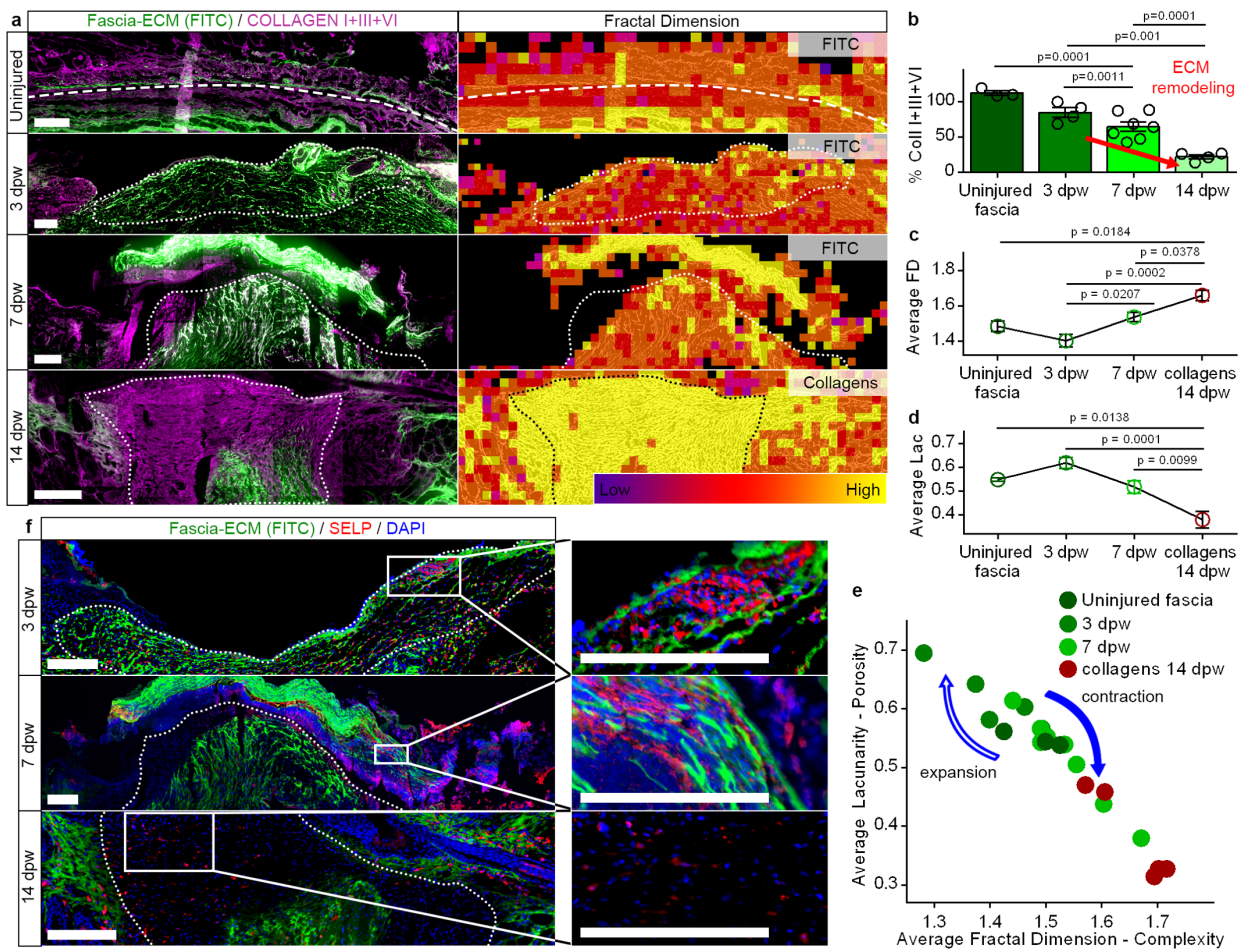 a
Fascia-ECM (FITC) / COLLAGEN I+III+VI
Fractal Dimension
Uninjured
FITC
3 dpw
FITC
7 dpw
FITC
14 dpw
Collagens
Low
High
b
p=0.0001
p=0.001
p=0.0001
p=0.0011
ECM
remodeling
% Coll I+III+VI
100
50
0
Uninjured
fascia
3 dpw
7 dpw
14 dpw
c
p = 0.0184
p = 0.0378
p = 0.0002
p = 0.0207
Average FD
1.8
1.6
1.4
Uninjured
fascia
3 dpw
7 dpw
collagens
14 dpw
d
p = 0.0138
p = 0.0001
p = 0.0099
Average Lac
0.7
0.6
0.5
0.4
Uninjured
fascia
3 dpw
7 dpw
collagens
14 dpw
e
Uninjured fascia
3 dpw
7 dpw
collagens 14 dpw
contraction
expansion
Average Lacunarity - Porosity
0.7
0.6
0.5
0.4
0.3
1.3
1.4
1.5
1.6
1.7
Average Fractal Dimension - Complexity
f
Fascia-ECM (FITC) / SELP / DAPI
3 dpw
7 dpw
14 dpw